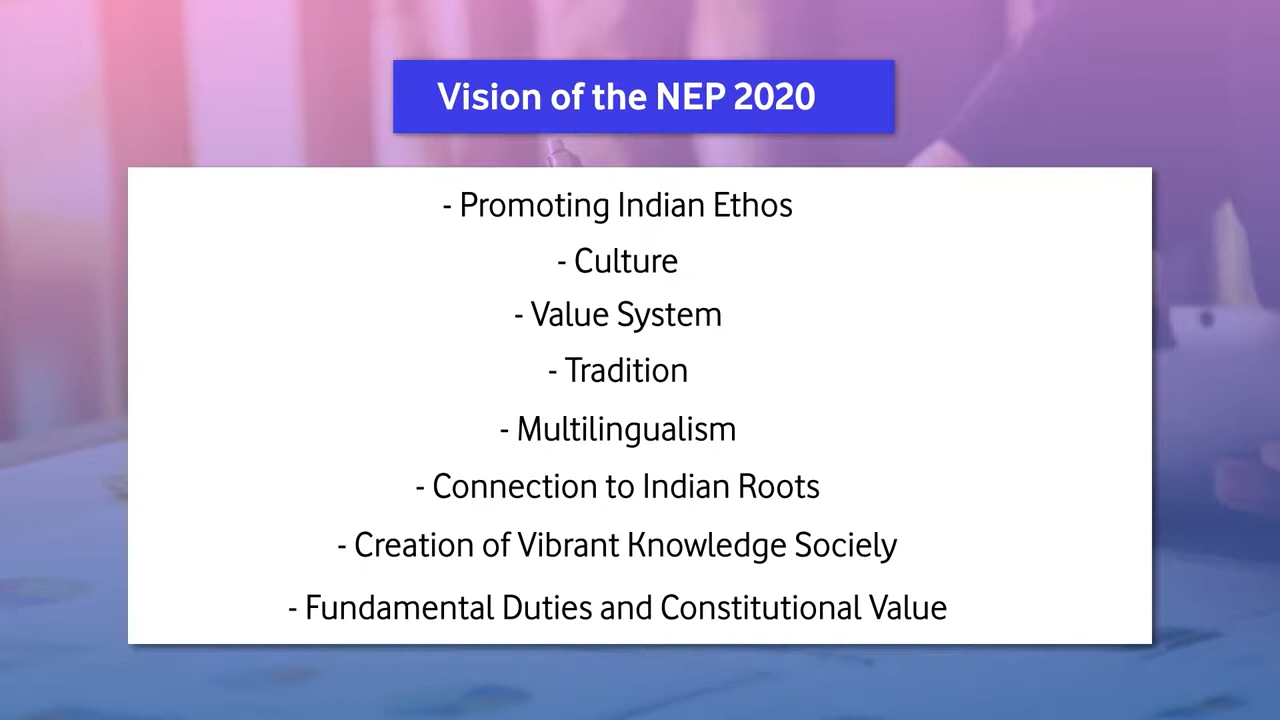 Vision of the NEP 2020
- Promoting Indian Ethos
- Culture
- Value System
- Tradition
- Multilingualism
- Connection to Indian Roots
- Creation of Vibrant Knowledge Sociely
- Fundamental Duties and Constitutional Value